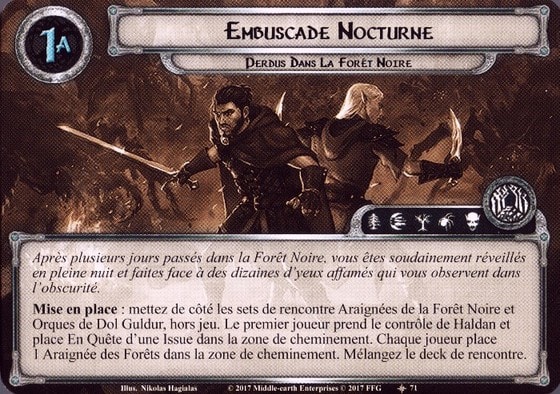 1A
Embuscade Nocturne
Perdus Dans La Forêt Noire
Après plusieurs jours passés dans la Forêt Noire, vous êtes soudainement réveillés
en pleine nuit et faites face à des dizaines d'yeux affamés qui vous observent dans
l'obscurité.
Mise en place : mettez de côté les sets de rencontre Araignées de la Forêt Noire et
Orques de Dol Guldur, hors jeu. Le premier joueur prend le contrôle de Haldan et
place En Quête d'une Issue dans la zone de cheminement. Chaque joueur place
1 Araignée des Forêts dans la zone de cheminement. Mélangez le deck de rencontre.
Illus. Nikolas Hagialas © 2017 Middle-earth Enterprises © 2017 FFG 71